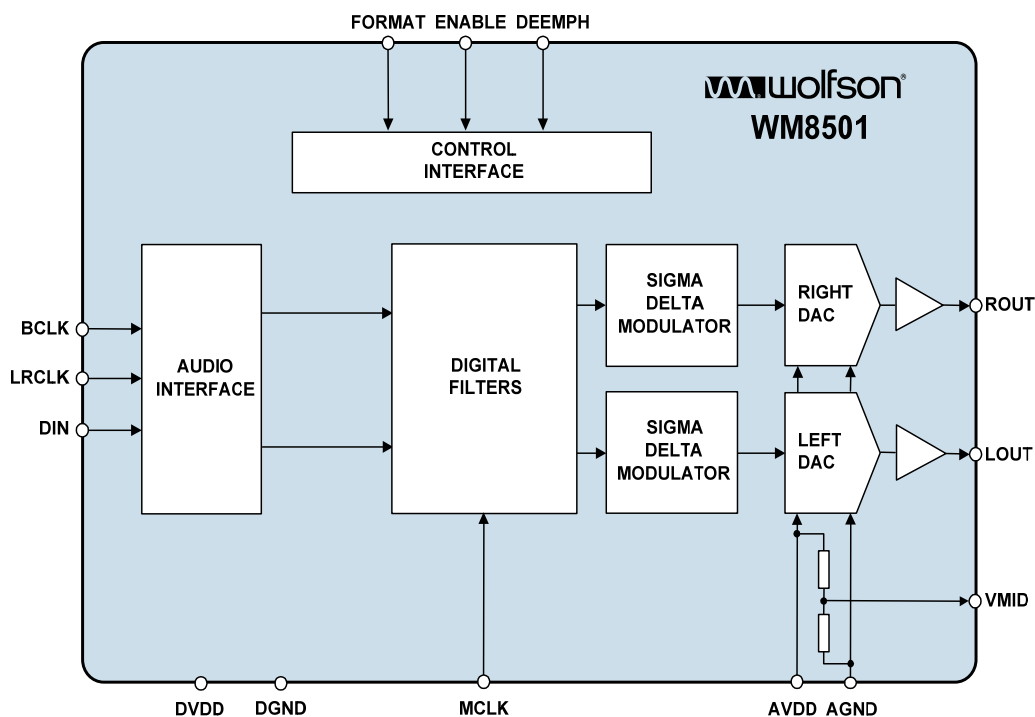 FORMAT ENABLE DEEMPH
wolfson®
WM8501
CONTROL
INTERFACE
AUDIO
INTERFACE
DIGITAL
FILTERS
SIGMA
DELTA
MODULATOR
RIGHT
DAC
SIGMA
DELTA
MODULATOR
LEFT
DAC
BCLK
LRCLK
DIN
ROUT
LOUT
VMID
DVDD
DGND
MCLK
AVDD
AGND